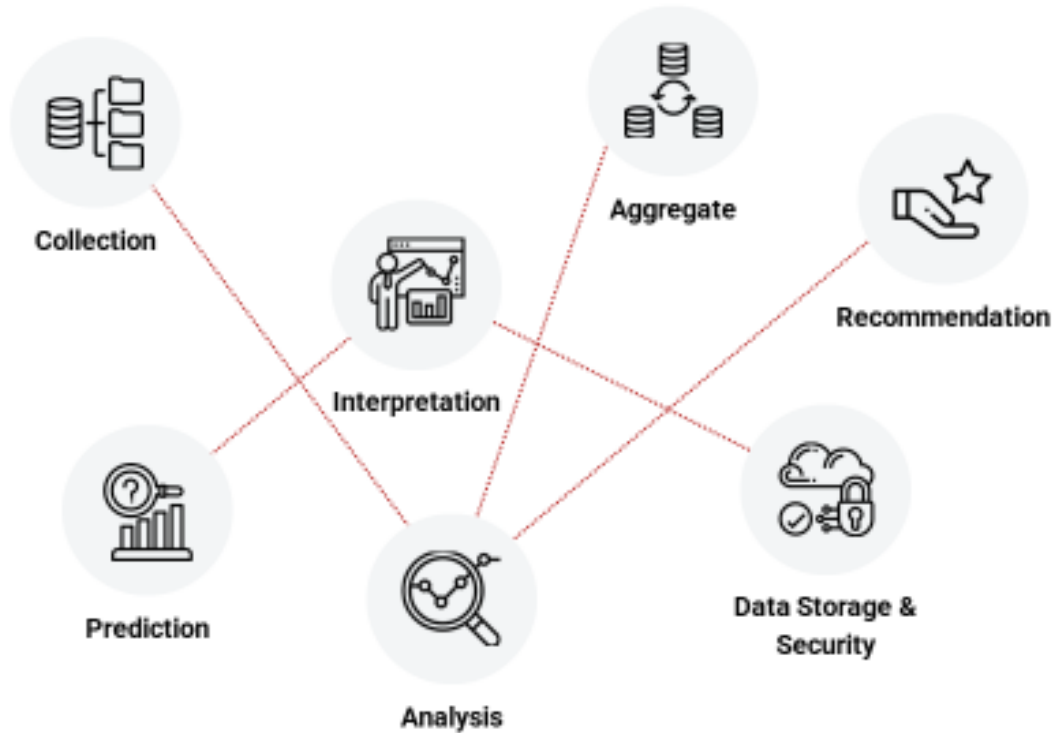 Aggregate
Collection
Recommendation
Interpretation
Data Storage &
Security
Prediction
Analysis
?